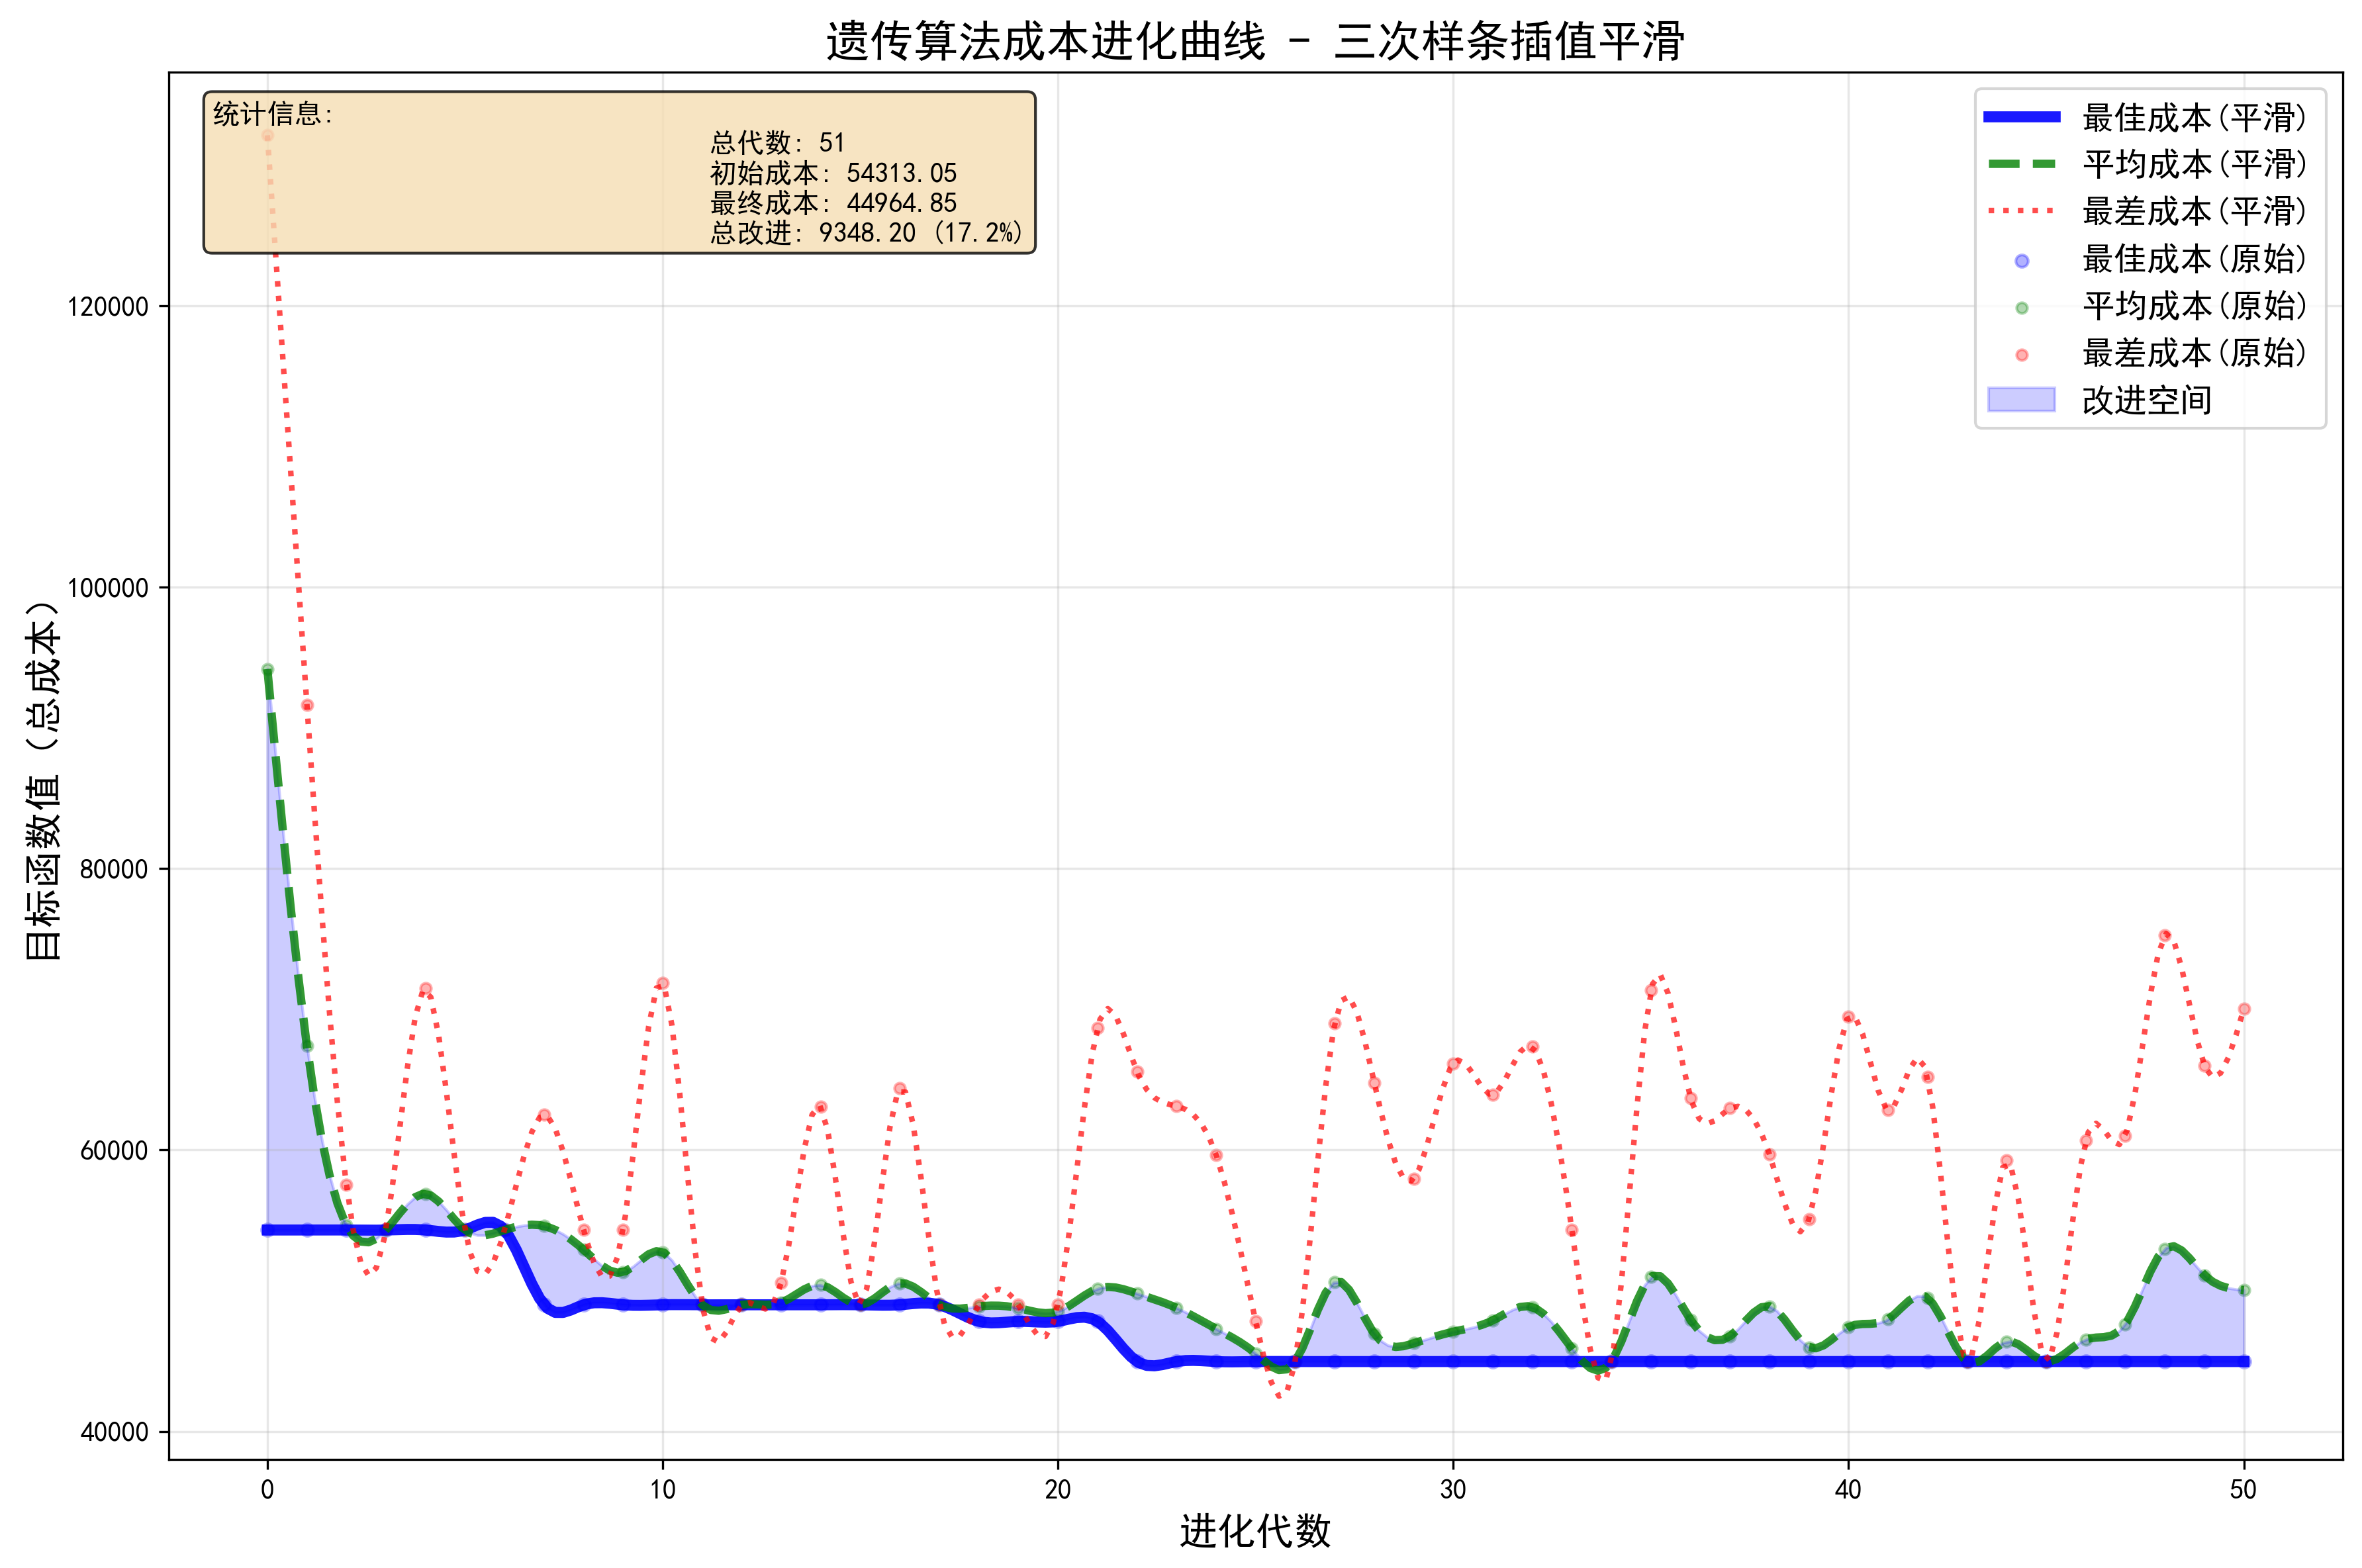 遗传算法成本进化曲线 - 三次样条插值平滑
统计信息:
总代数: 51
初始成本: 54313.05
最终成本: 44964.85
总改进: 9348.20 (17.2%)
最佳成本(平滑)
平均成本(平滑)
最差成本(平滑)
最佳成本(原始)
平均成本(原始)
最差成本(原始)
改进空间
目标函数值 (总成本)
120000
100000
80000
60000
40000
0
10
20
30
40
50
进化代数